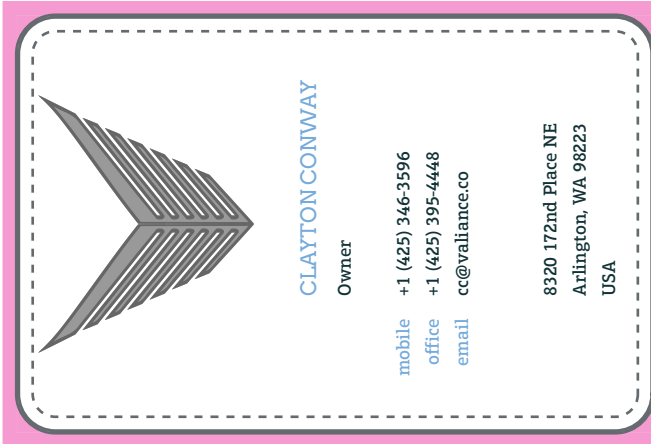 CLAYTON CONWAY
Owner
mobile +1 (425) 346-3596
office +1 (425) 395-4448
email cc@valiance.co
8320 172nd Place NE
Arlington, WA 98223
USA